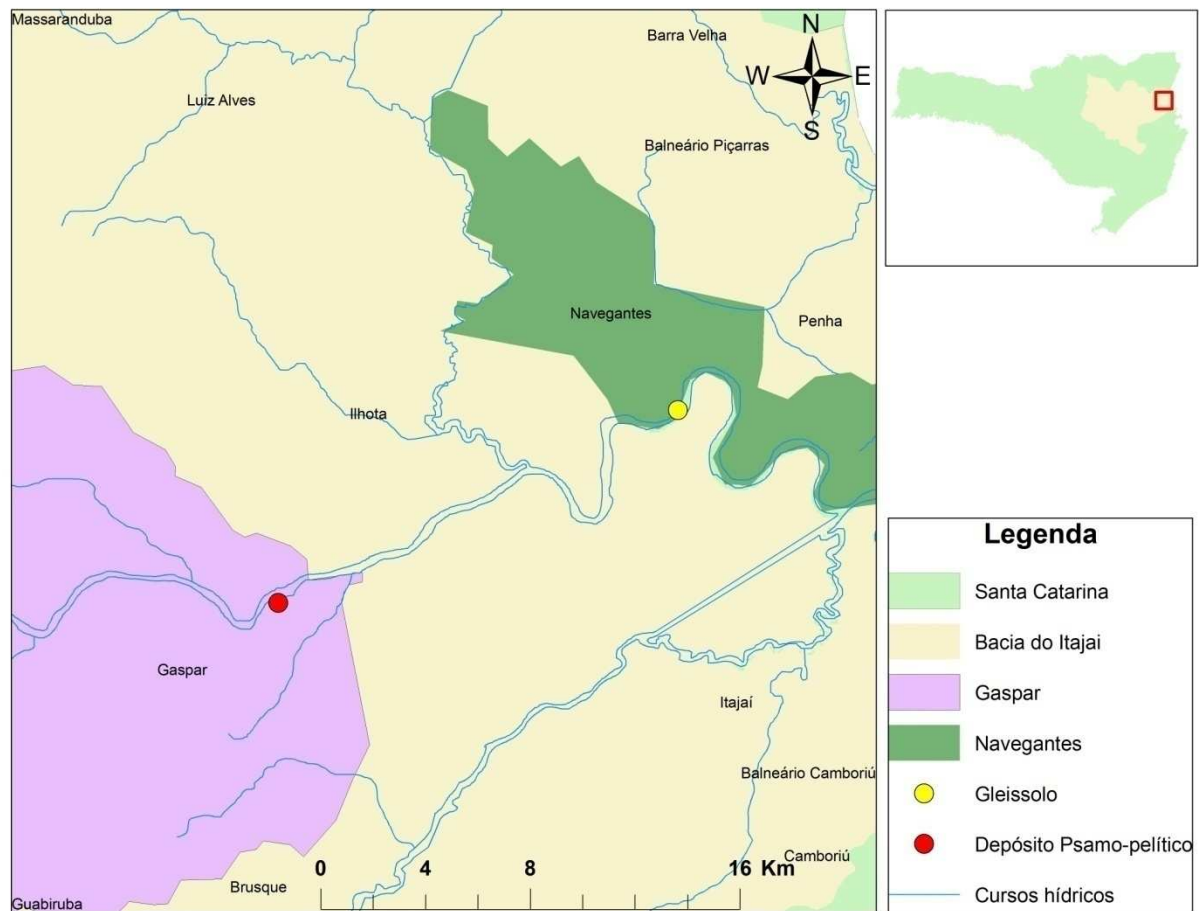 Massaranduba
Barra Velha
N
W E
S
Luiz Alves
Balneário Piçarras
Navegantes
Penha
Ilhota
Gaspar
Itajaí
Balneário Camboriú
Camboriú
Brusque
Guabiruba
0 4 8 16 Km
Legenda
Santa Catarina
Bacia do Itajai
Gaspar
Navegantes
Gleissolo
Depósito Psamo-pelítico
Cursos hídricos